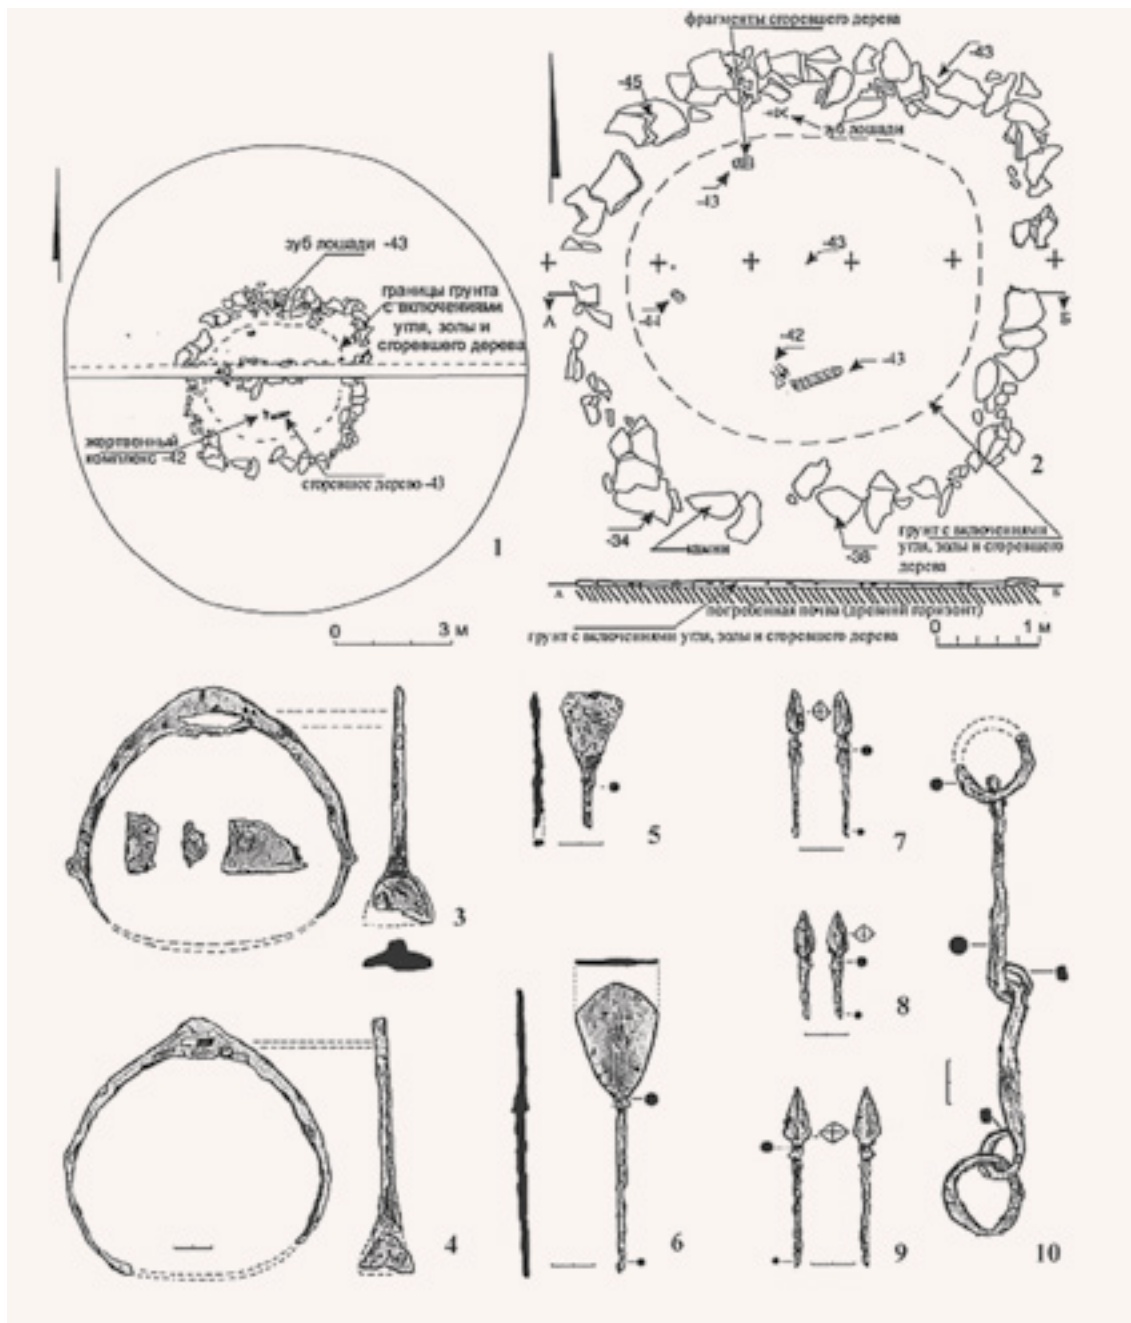 фрагменты сгоревшего дерева
-43
-45
зуб лошади
-43
-43
-44
-42
-43
А
2
-34
камни
-38
грунт с включениями
угля, золы и сгоревшего
дерева
А
Б
погребенная почва (древний горизонт)
грунт с включениями угля, золы и сгоревшего дерева
0
1 м
зуб лошади -43
границы грунта
с включениями
угля, золы и
сгоревшего дерева
жертвенный
комплекс -42
сгоревшее дерево -43
1
0
3 м
3
4
5
6
7
8
9
10